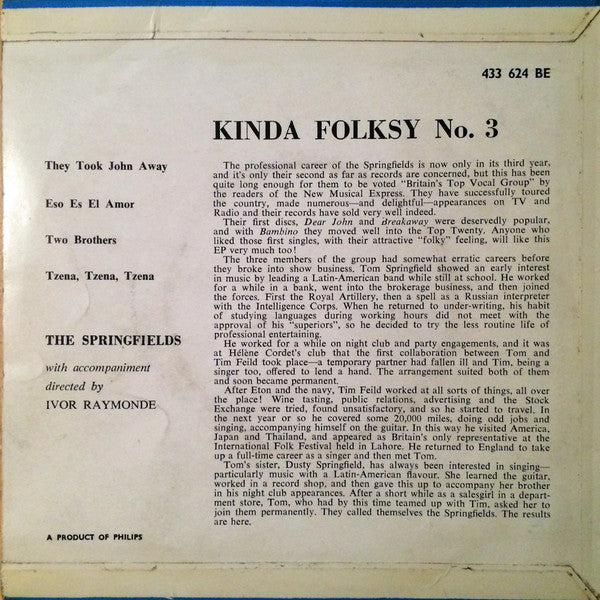 433 624 BE
KINDA FOLKSY No. 3
They Took John Away
Eso Es El Amor
Two Brothers
Tzena, Tzena, Tzena
THE SPRINGFIELDS
with accompaniment
directed by
IVOR RAYMONDE
The professional career of the Springfields is now only in its third year,
and it's only their second as far as records are concerned, but this has been
quite long enough for them to be voted "Britain's Top Vocal Group" by
the readers of the New Musical Express. They have successfully toured
the country, made numerous—and delightful—appearances on TV and
Radio and their records have sold very well indeed.
Their first discs, Dear John and Breakaway were deservedly popular,
and with Bambino they moved well into the Top Twenty. Anyone who
liked those first singles, with their attractive "folky" feeling, will like this
EP very much too!
The three members of the group had somewhat erratic careers before
they broke into show business. Tom Springfield showed an early interest
in music by leading a Latin-American band while still at school. He worked
for a while in a bank, went into the brokerage business, and then joined
the forces. First the Royal Artillery, then a spell as a Russian interpreter
with the Intelligence Corps. When he returned to under-writing, his habit
of studying languages during working hours did not meet with the
approval of his "superiors", so he decided to try the less routine life of
professional entertaining.
He worked for a while on night club and party engagements, and it was
at Hélène Cordet's club that the first collaboration between Tom and
Tim Feild took place—a temporary partner had fallen ill and Tim, being a
singer too, offered to lend a hand. The arrangement suited both of them
and soon became permanent.
After Eton and the navy, Tim Feild worked at all sorts of things, all over
the place! Wine tasting, public relations, advertising and the Stock
Exchange were tried, found unsatisfactory, and so he started to travel. In
the next year or so he covered some 20,000 miles, doing odd jobs and
singing, accompanying himself on the guitar. In this way he visited America,
Japan and Thailand, and appeared as Britain's only representative at the
International Folk Festival held in Lahore. He returned to England to take
up a full-time career as a singer and then met Tom.
Tom's sister, Dusty Springfield, has always been interested in singing—
particularly music with a Latin-American flavour. She learned the guitar,
worked in a record shop, and then gave this up to accompany her brother
in his night club appearances. After a short while as a salesgirl in a depart-
ment store, Tom, who had by this time teamed up with Tim, asked her to
join them permanently. They called themselves the Springfields. The results
are here.
A PRODUCT OF PHILIPS